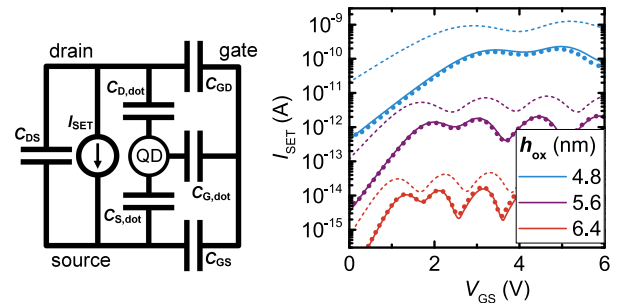 drain
gate
C_GD
C_D,dot
C_DS
I_SET
QD
C_G,dot
C_S,dot
source
C_GS
I_SET (A)
10⁻⁹
10⁻¹⁰
10⁻¹¹
10⁻¹²
10⁻¹³
10⁻¹⁴
10⁻¹⁵
h_ox (nm)
4.8
5.6
6.4
0 2 4 6
V_GS (V)